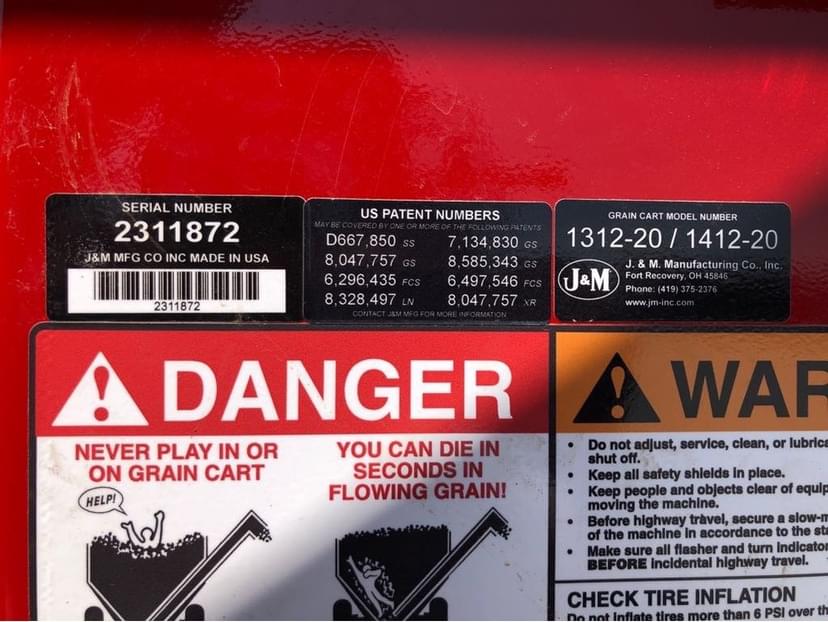 SERIAL NUMBER
2311872
J&M MFG CO INC MADE IN USA
2311872
US PATENT NUMBERS
MAY BE COVERED BY ONE OR MORE OF THE FOLLOWING PATENTS
D667,850 SS 7,134,830 GS
8,047,757 GS 8,585,343 GS
6,296,435 FCS 6,497,546 FCS
8,328,497 LN 8,047,757 XR
CONTACT J&M MFG FOR MORE INFORMATION
GRAIN CART MODEL NUMBER
1312-20 / 1412-20
J&M
J. & M. Manufacturing Co., Inc.
Fort Recovery, OH 45846
Phone: (419) 375-2376
www.jm-inc.com
DANGER
NEVER PLAY IN OR
ON GRAIN CART
HELP!
YOU CAN DIE IN
SECONDS IN
FLOWING GRAIN!
WAR
• Do not adjust, service, clean, or lubrica
shut off.
• Keep all safety shields in place.
• Keep people and objects clear of equip
moving the machine.
• Before highway travel, secure a slow-m
of the machine in accordance to the sta
• Make sure all flasher and turn indicator
BEFORE incidental highway travel.
CHECK TIRE INFLATION
Do not inflate tires more than 6 PSI over th